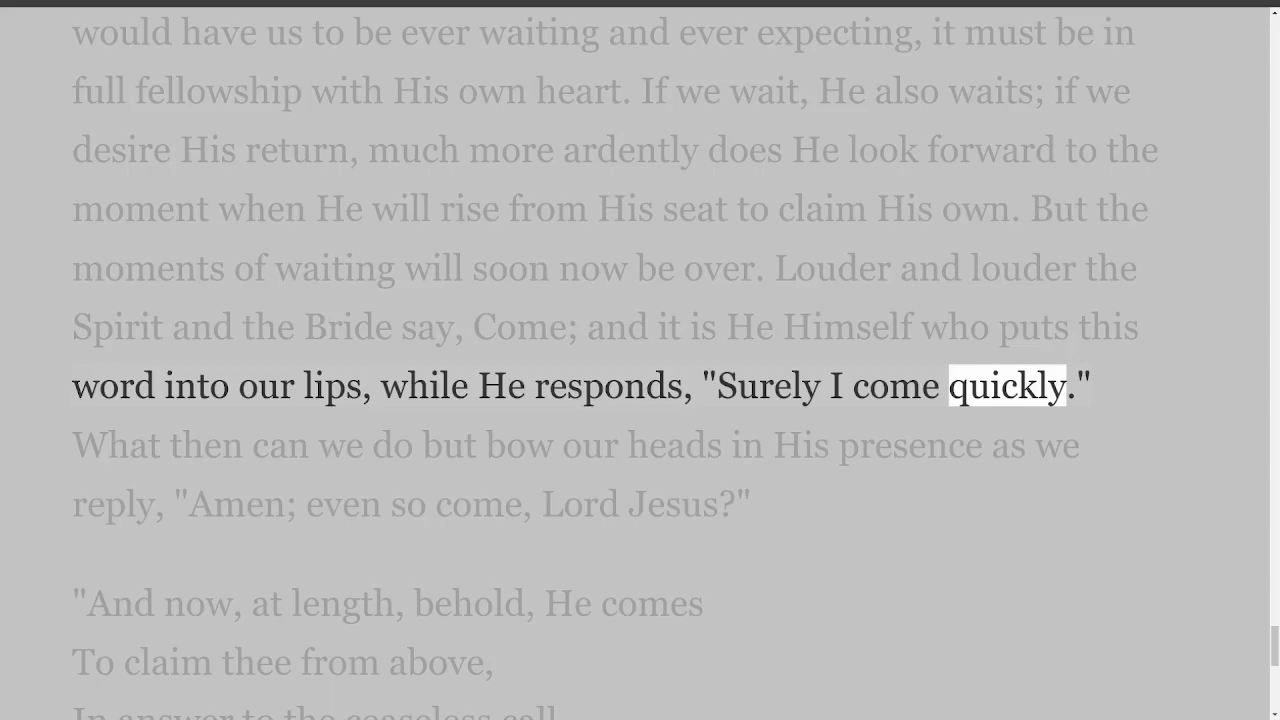 would have us to be ever waiting and ever expecting, it must be in
full fellowship with His own heart. If we wait, He also waits; if we
desire His return, much more ardently does He look forward to the
moment when He will rise from His seat to claim His own. But the
moments of waiting will soon now be over. Louder and louder the
Spirit and the Bride say, Come; and it is He Himself who puts this
word into our lips, while He responds, "Surely I come quickly."
What then can we do but bow our heads in His presence as we
reply, "Amen; even so come, Lord Jesus?"
"And now, at length, behold, He comes
To claim thee from above,
In answer to the ceaseless call